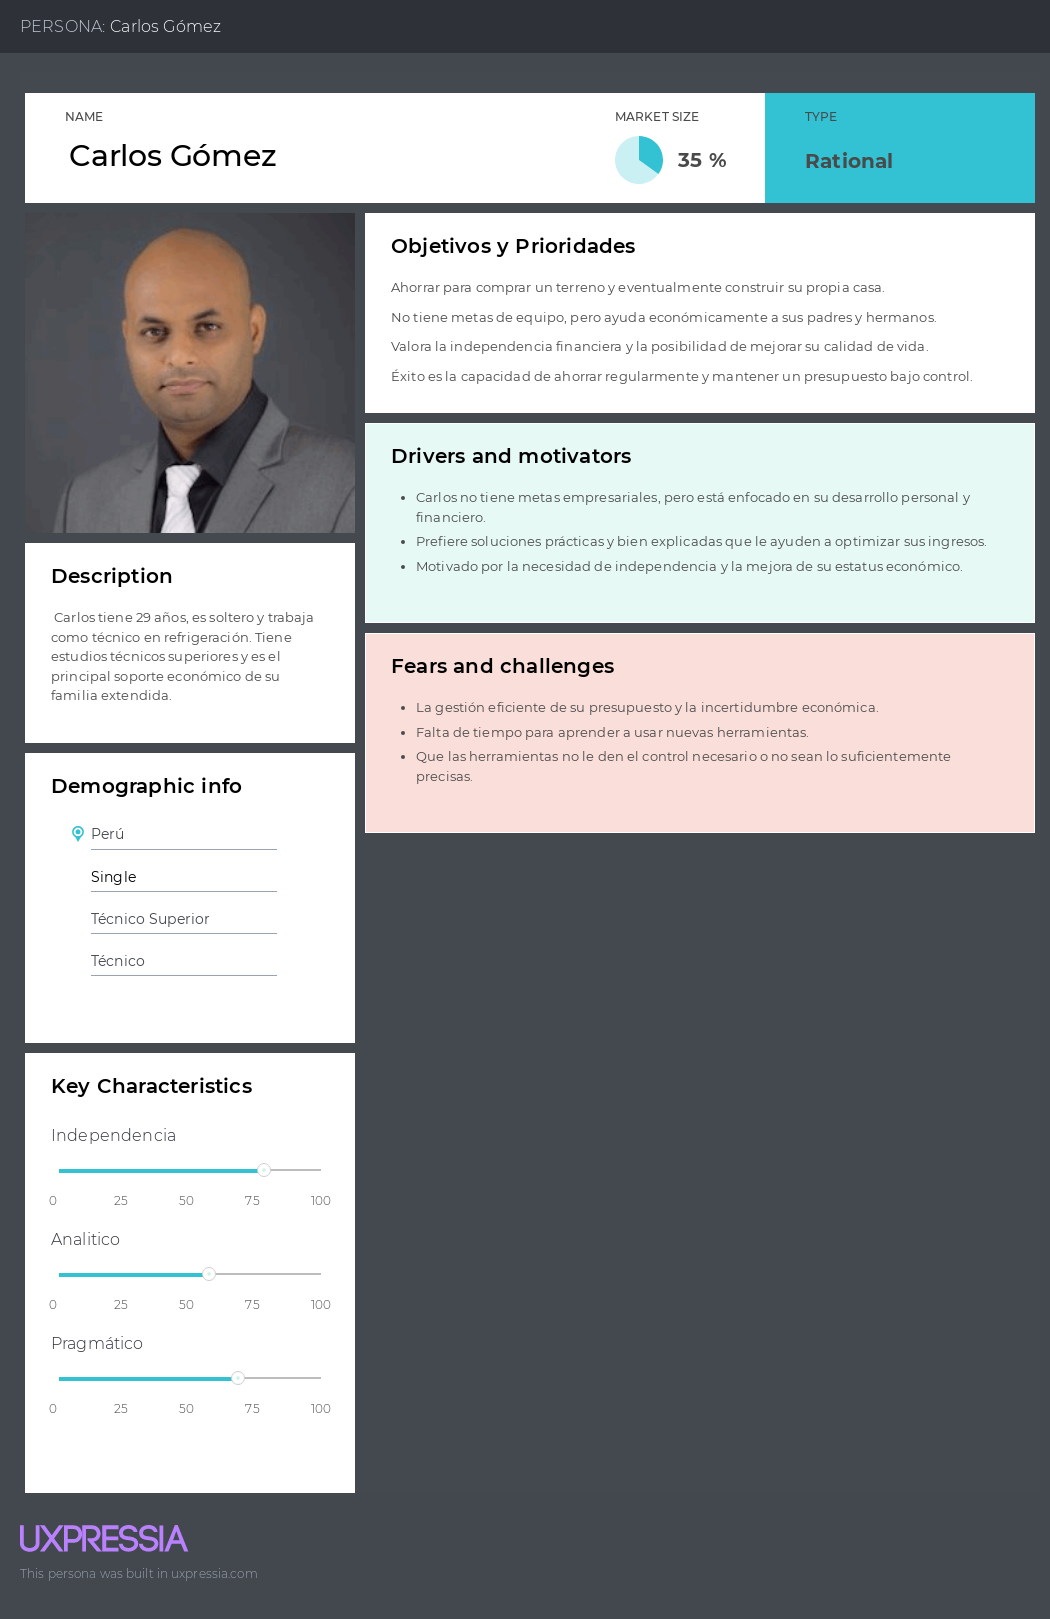 PERSONA: Carlos Gómez
NAME
Carlos Gómez
MARKET SIZE
35 %
TYPE
Rational
Objetivos y Prioridades
Ahorrar para comprar un terreno y eventualmente construir su propia casa.
No tiene metas de equipo, pero ayuda económicamente a sus padres y hermanos.
Valora la independencia financiera y la posibilidad de mejorar su calidad de vida.
Éxito es la capacidad de ahorrar regularmente y mantener un presupuesto bajo control.
Drivers and motivators
• Carlos no tiene metas empresariales, pero está enfocado en su desarrollo personal y
financiero.
• Prefiere soluciones prácticas y bien explicadas que le ayuden a optimizar sus ingresos.
• Motivado por la necesidad de independencia y la mejora de su estatus económico.
Fears and challenges
• La gestión eficiente de su presupuesto y la incertidumbre económica.
• Falta de tiempo para aprender a usar nuevas herramientas.
• Que las herramientas no le den el control necesario o no sean lo suficientemente
precisas.
Description
Carlos tiene 29 años, es soltero y trabaja
como técnico en refrigeración. Tiene
estudios técnicos superiores y es el
principal soporte económico de su
familia extendida.
Demographic info
Perú
Single
Técnico Superior
Técnico
Key Characteristics
Independencia
0 25 50 75 100
Analitico
0 25 50 75 100
Pragmático
0 25 50 75 100
UXPRESSIA
This persona was built in uxpressia.com